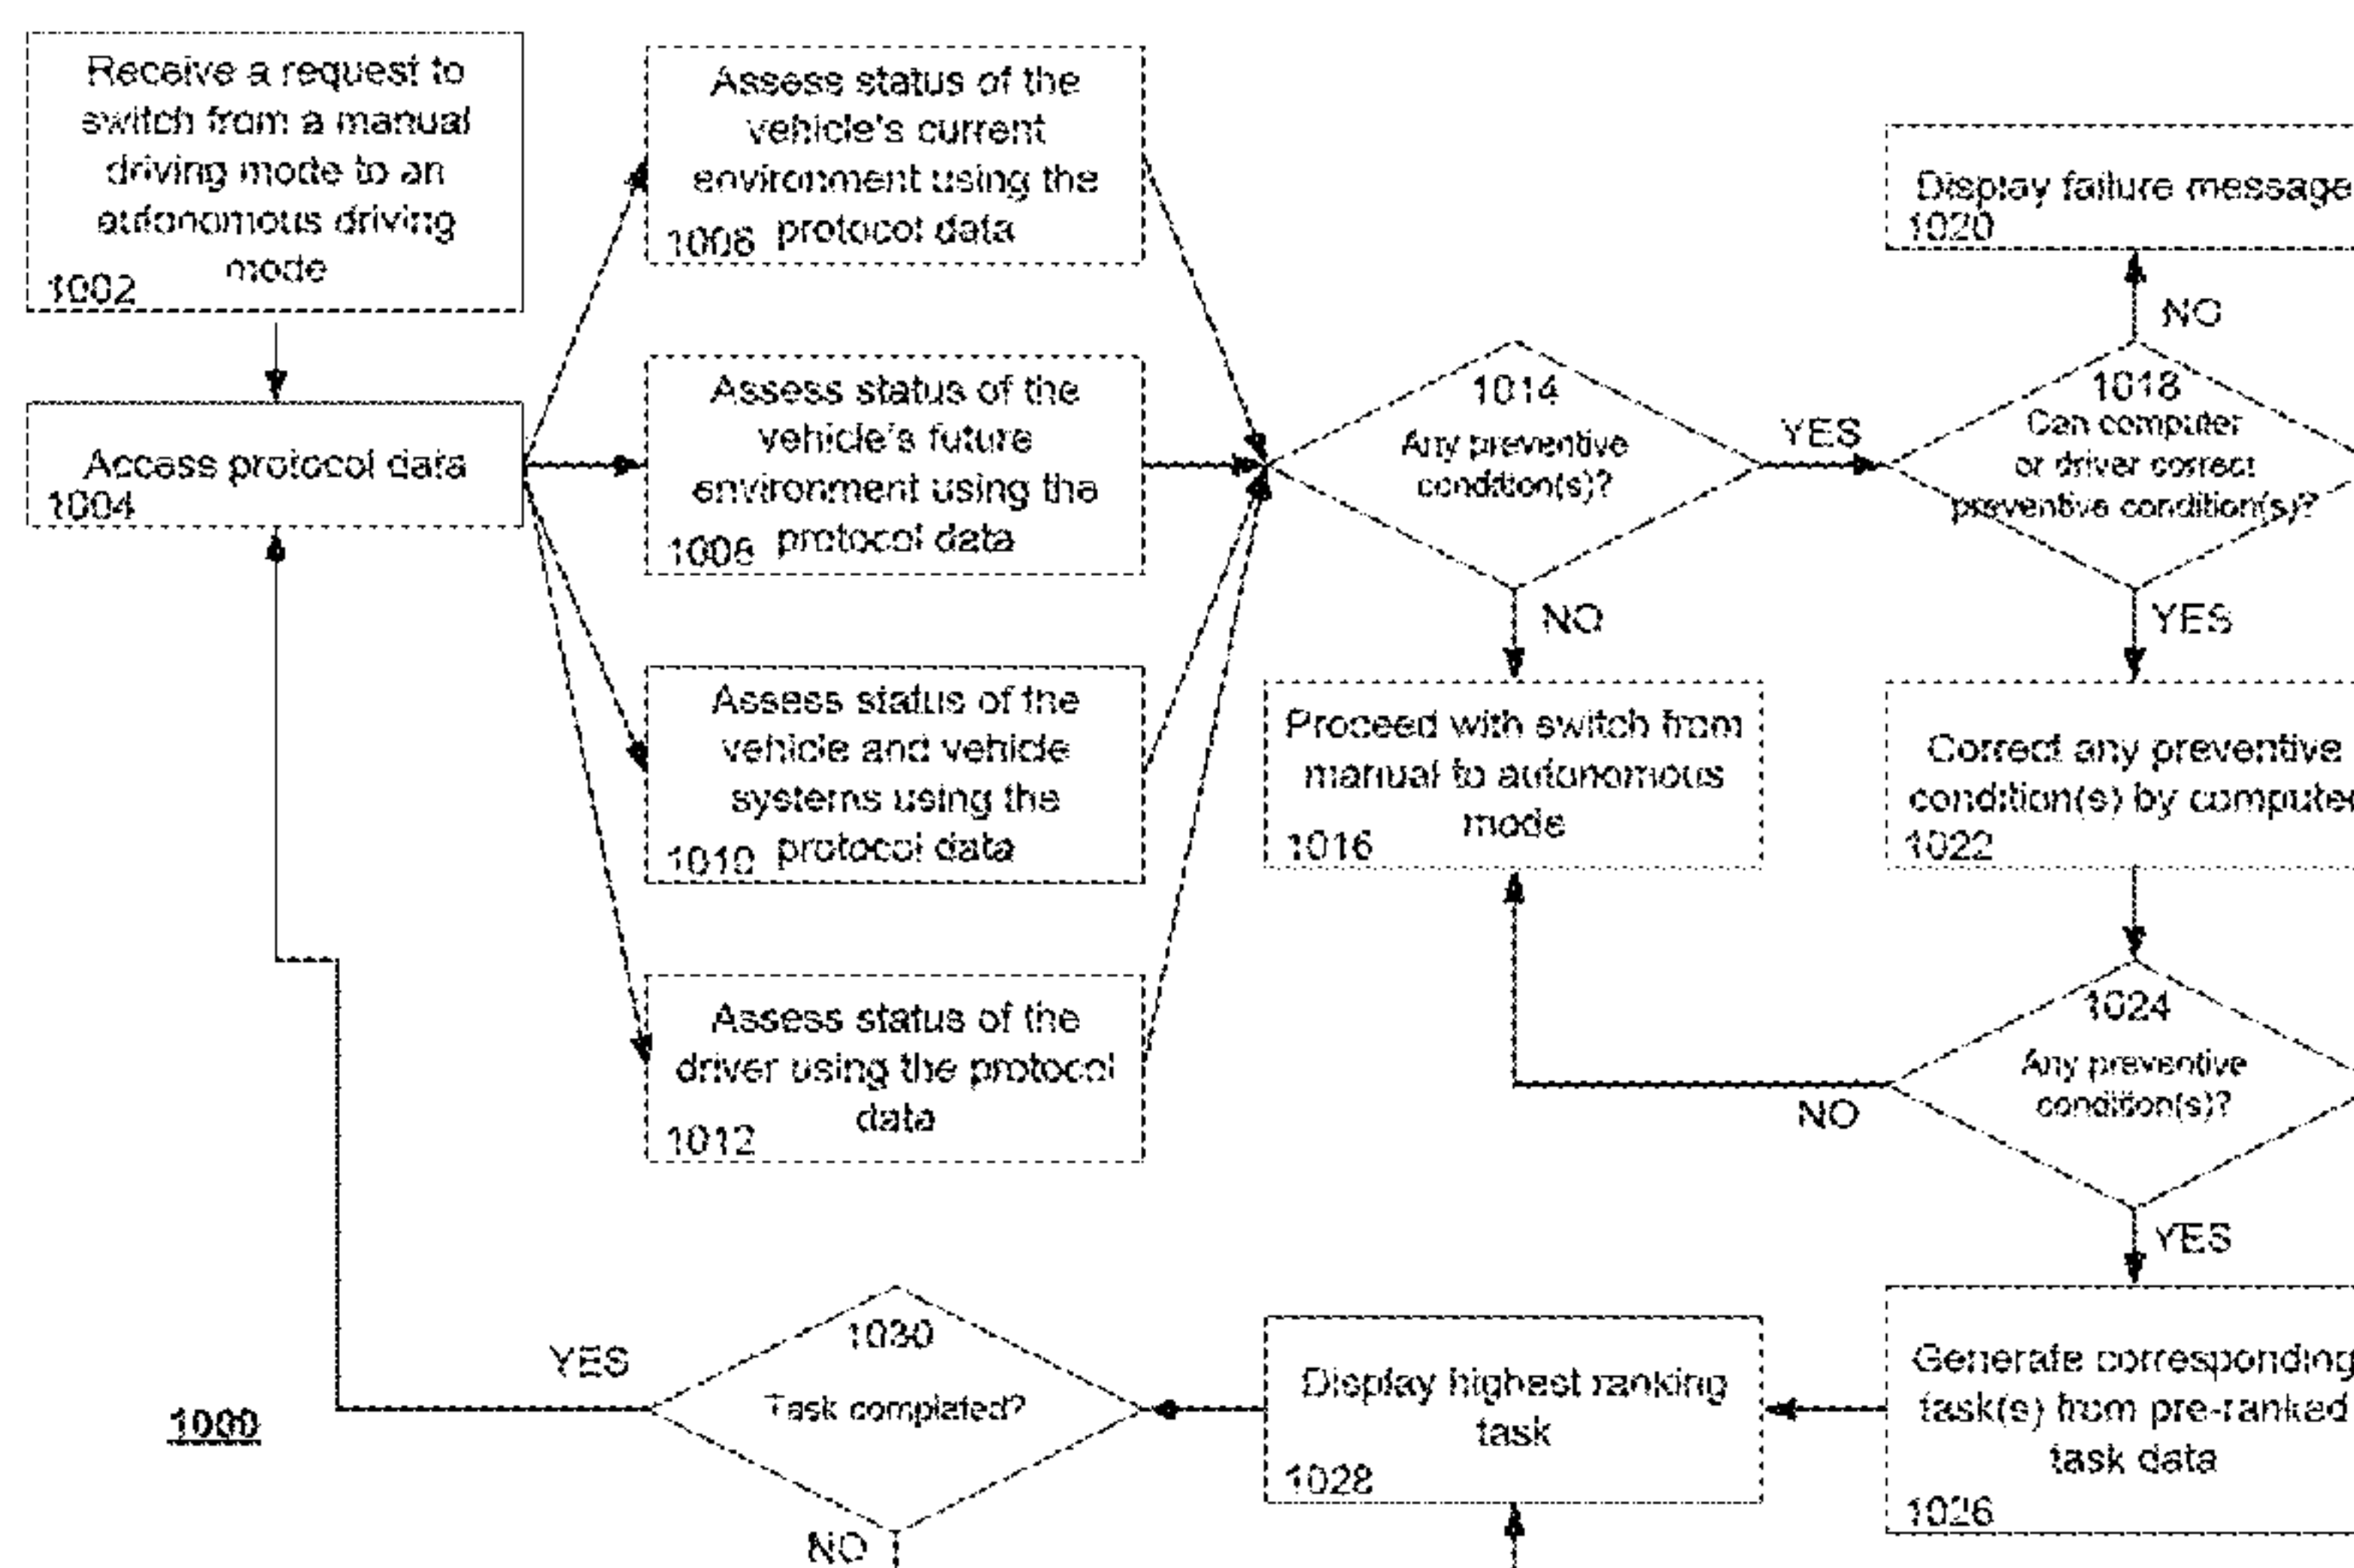 Receive a request to
switch from a manual
driving mode to an
autonomous driving
mode
1002
Access protocol data
1004
Assess status of the
vehicle's current
environment using the
protocol data
1006
Assess status of the
vehicle's future
environment using the
protocol data
1008
Assess status of the
vehicle and vehicle
systems using the
protocol data
1010
Assess status of the
driver using the protocol
data
1012
1014
Any preventive
condition(s)?
YES
NO
Proceed with switch from
manual to autonomous
mode
1016
1018
Can computer
or driver correct
preventive condition(s)?
NO
Display failure message
1020
YES
Correct any preventive
condition(s) by computer
1022
1024
Any preventive
condition(s)?
NO
YES
Generate corresponding
task(s) from pre-ranked
task data
1026
Display highest ranking
task
1028
1030
Task completed?
YES
NO
1000